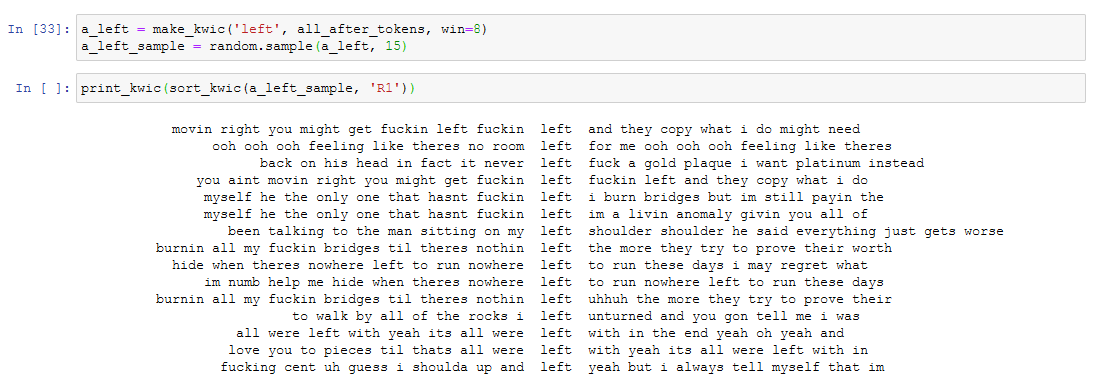 In [33]: a_left = make_kwic('left', all_after_tokens, win=8)
a_left_sample = random.sample(a_left, 15)
In [ ]: print_kwic(sort_kwic(a_left_sample, 'R1'))
movin right you might get fuckin left fuckin left and they copy what i do might need
ooh ooh ooh feeling like theres no room left for me ooh ooh ooh feeling like theres
back on his head in fact it never left fuck a gold plaque i want platinum instead
you aint movin right you might get fuckin left fuckin left and they copy what i do
myself he the only one that hasnt fuckin left i burn bridges but im still payin the
myself he the only one that hasnt fuckin left im a livin anomaly givin you all of
been talking to the man sitting on my left shoulder shoulder he said everything just gets worse
burnin all my fuckin bridges til theres nothin left the more they try to prove their worth
hide when theres nowhere left to run nowhere left to run these days i may regret what
im numb help me hide when theres nowhere left to run nowhere left to run these days
burnin all my fuckin bridges til theres nothin left uhhuh the more they try to prove their
to walk by all of the rocks i left unturned and you gon tell me i was
all were left with yeah its all were left with in the end yeah oh yeah and
love you to pieces til thats all were left with yeah its all were left with in
fucking cent uh guess i shoulda up and left yeah but i always tell myself that im